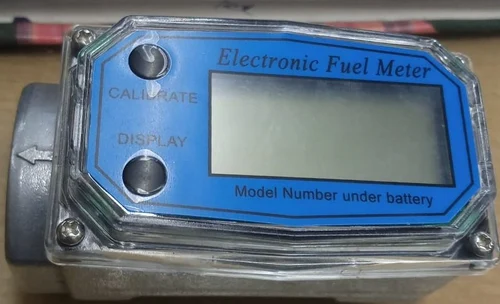 Electronic Fuel Meter
CALIBRATE
DISPLAY
Model Number under battery